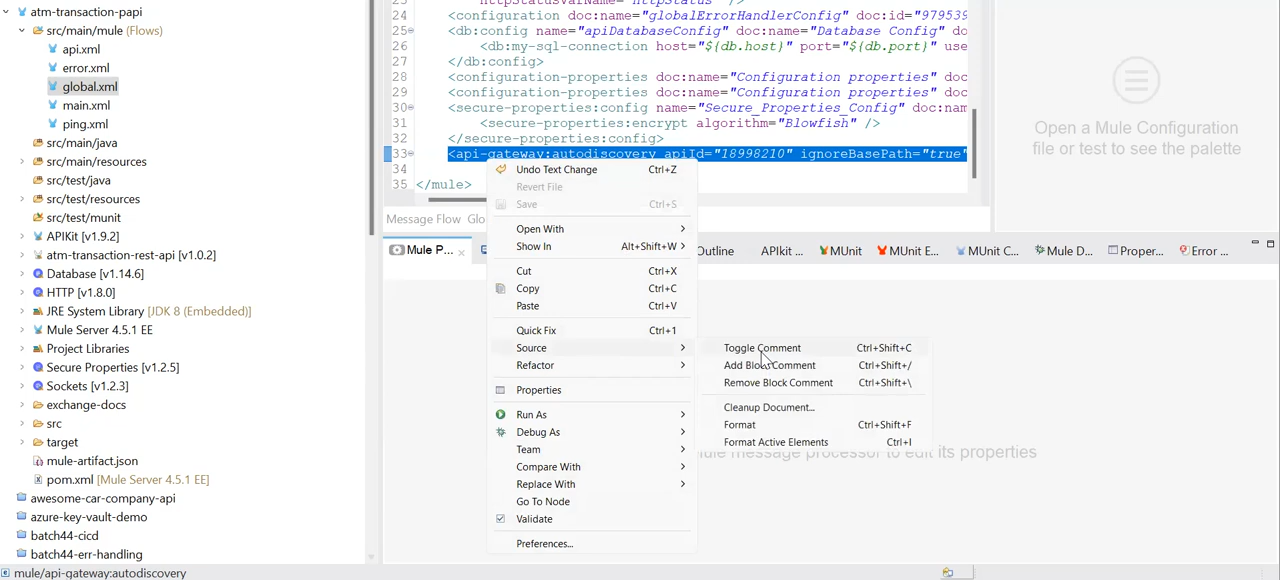 atm-transaction-papi
src/main/mule (Flows)
api.xml
error.xml
global.xml
main.xml
ping.xml
src/main/java
src/main/resources
src/test/java
src/test/resources
src/test/munit
APIKit [v1.9.2]
atm-transaction-rest-api [v1.0.2]
Database [v1.14.6]
HTTP [v1.8.0]
JRE System Library [JDK 8 (Embedded)]
Mule Server 4.5.1 EE
Project Libraries
Secure Properties [v1.2.5]
Sockets [v1.2.3]
exchange-docs
src
target
mule-artifact.json
pom.xml [Mule Server 4.5.1 EE]
awesome-car-company-api
azure-key-vault-demo
batch44-cicd
batch44-err-handling
mule/api-gateway:autodiscovery
23 httpStatusVarName="httpStatus"
24 <configuration doc:name="globalErrorHandlerConfig" doc:id="979539
25 <db:config name="apiDatabaseConfig" doc:name="Database Config" do
26 <db:my-sql-connection host="${db.host}" port="${db.port}" use
27 </db:config>
28 <configuration-properties doc:name="Configuration properties" doc
29 <configuration-properties doc:name="Configuration properties" doc
30 <secure-properties:config name="Secure_Properties_Config" doc:nam
31 <secure-properties:encrypt algorithm="Blowfish" />
32 </secure-properties:config>
33 <api-gateway:autodiscovery apiId="18998210" ignoreBasePath="true"
34
35 </mule>
Message Flow Glo
Open a Mule Configuration
file or test to see the palette
Mule P... Outline APIkit ... MUnit MUnit E... MUnit C... Mule D... Proper... Error ...
Undo Text Change Ctrl+Z
Revert File
Save Ctrl+S
Open With
Show In Alt+Shift+W
Cut Ctrl+X
Copy Ctrl+C
Paste Ctrl+V
Quick Fix Ctrl+1
Source
Refactor
Properties
Run As
Debug As
Team
Compare With
Replace With
Go To Node
Validate
Preferences...
Toggle Comment Ctrl+Shift+C
Add Block Comment Ctrl+Shift+/
Remove Block Comment Ctrl+Shift+\
Cleanup Document...
Format Ctrl+Shift+F
Format Active Elements Ctrl+I
message processor to edit its properties